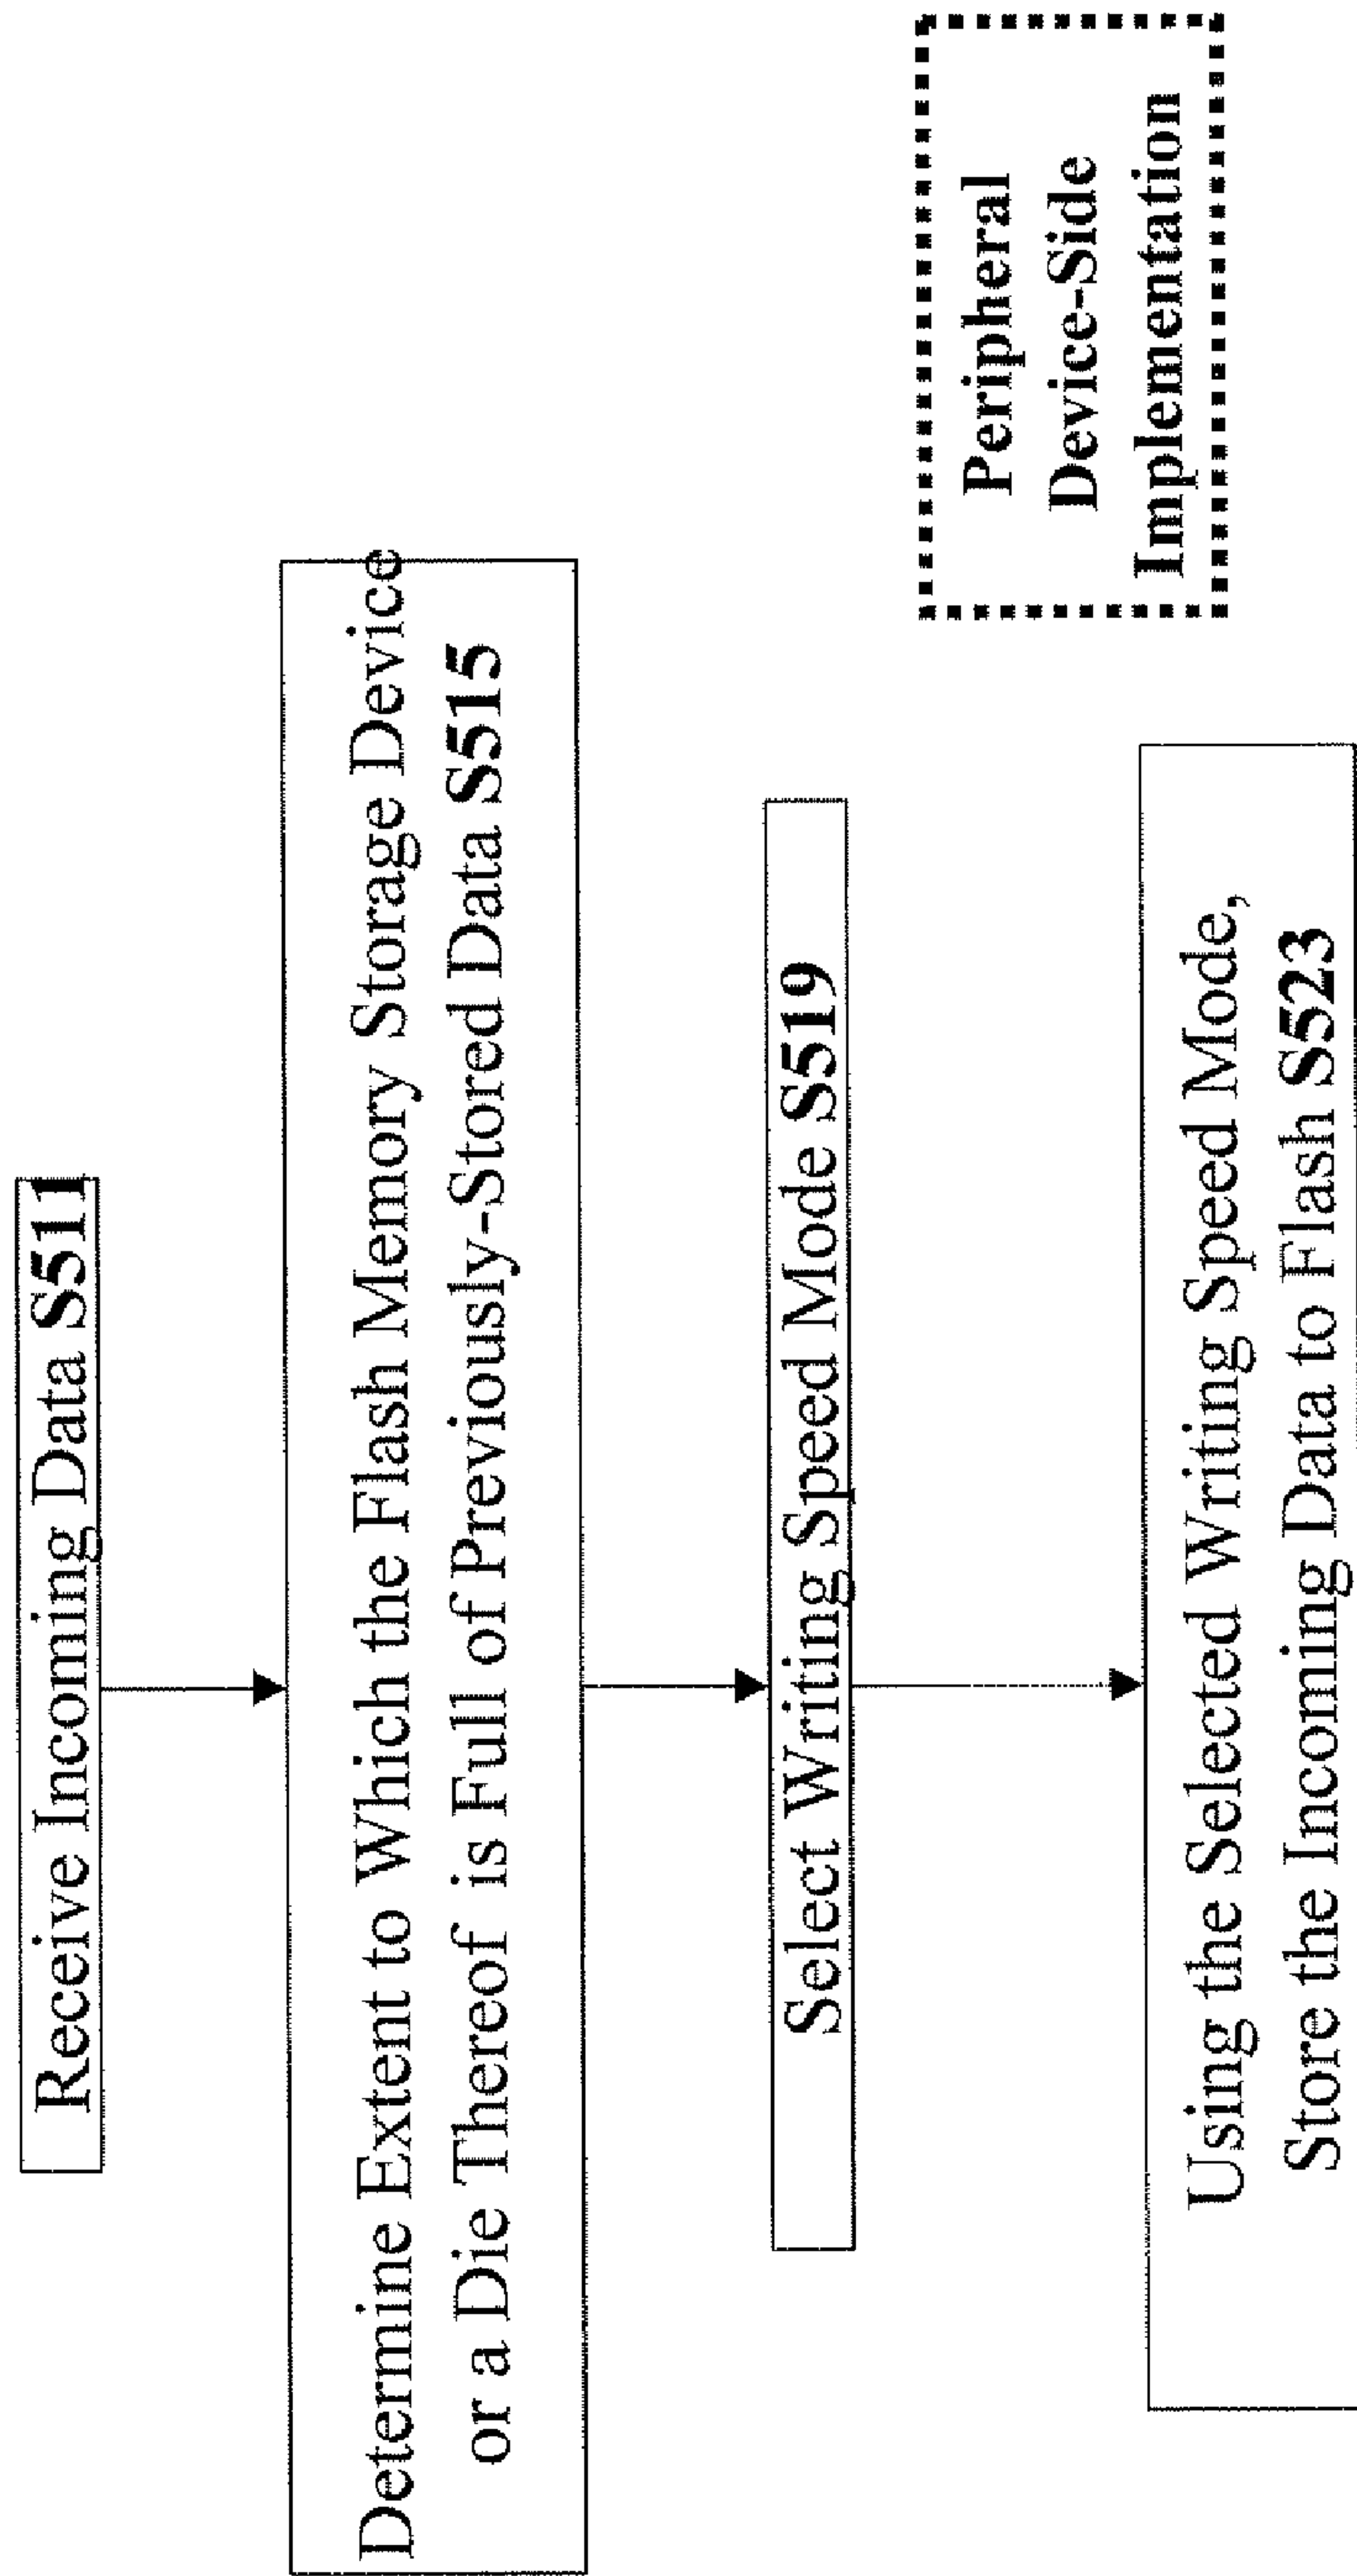 Receive Incoming Data S511
Determine Extent to Which the Flash Memory Storage Device
or a Die Thereof is Full of Previously-Stored Data S515
Select Writing Speed Mode S519
Using the Selected Writing Speed Mode,
Store the Incoming Data to Flash S523
Peripheral
Device-Side
Implementation